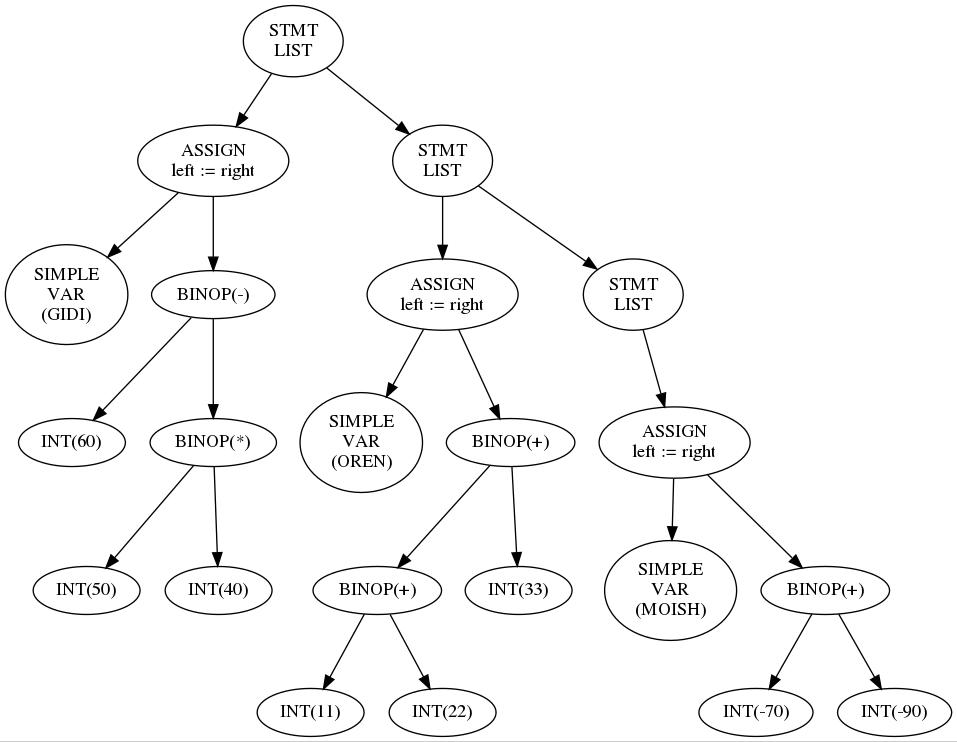 STMT
LIST
ASSIGN
left := right
STMT
LIST
SIMPLE
VAR
(GIDI)
BINOP(-)
ASSIGN
left := right
STMT
LIST
INT(60)
BINOP(*)
SIMPLE
VAR
(OREN)
BINOP(+)
ASSIGN
left := right
INT(50)
INT(40)
BINOP(+)
INT(33)
SIMPLE
VAR
(MOISH)
BINOP(+)
INT(11)
INT(22)
INT(-70)
INT(-90)